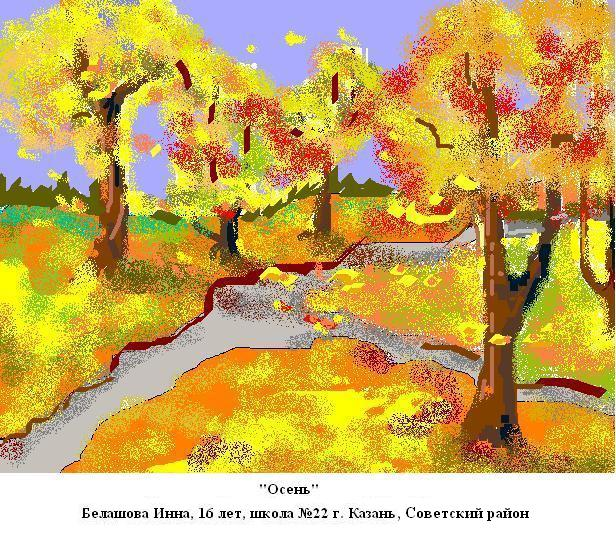 "Осень"
Белашова Инна, 16 лет, школа №22 г. Казань, Советский район